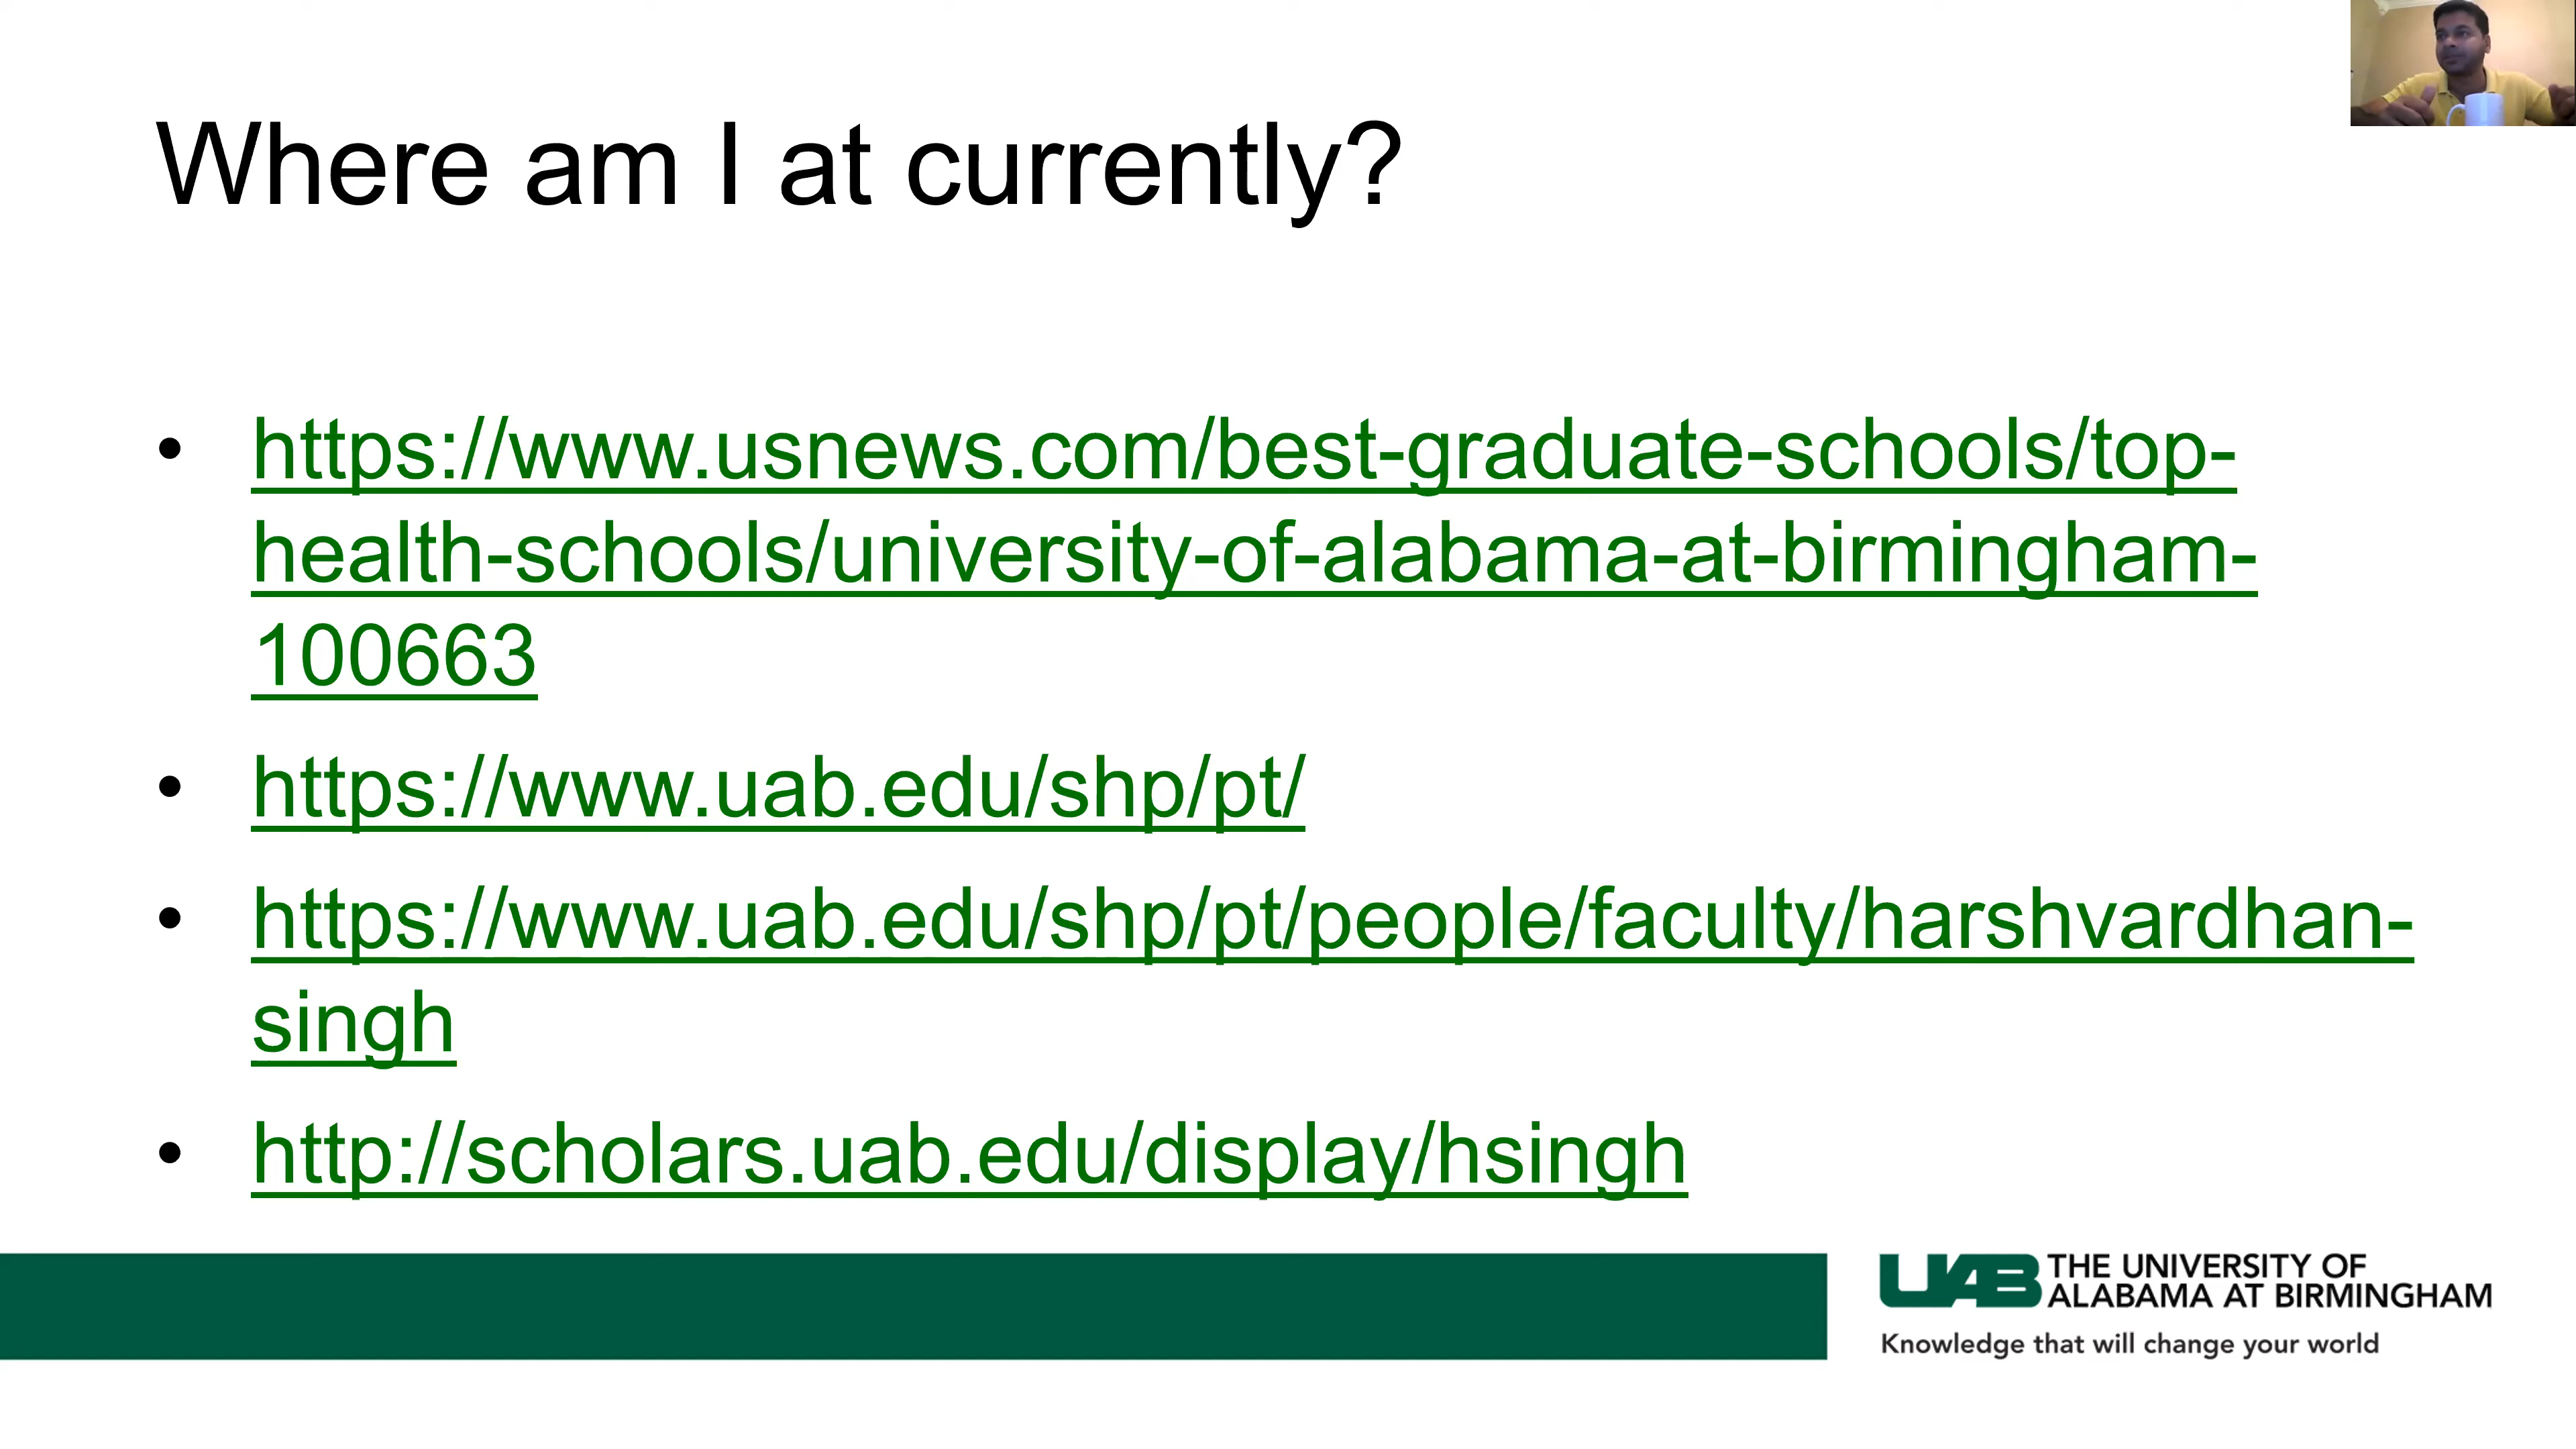 Where am I at currently?
• https://www.usnews.com/best-graduate-schools/top-
health-schools/university-of-alabama-at-birmingham-
100663
• https://www.uab.edu/shp/pt/
• https://www.uab.edu/shp/pt/people/faculty/harshvardhan-
singh
• http://scholars.uab.edu/display/hsingh
UAB THE UNIVERSITY OF
ALABAMA AT BIRMINGHAM
Knowledge that will change your world